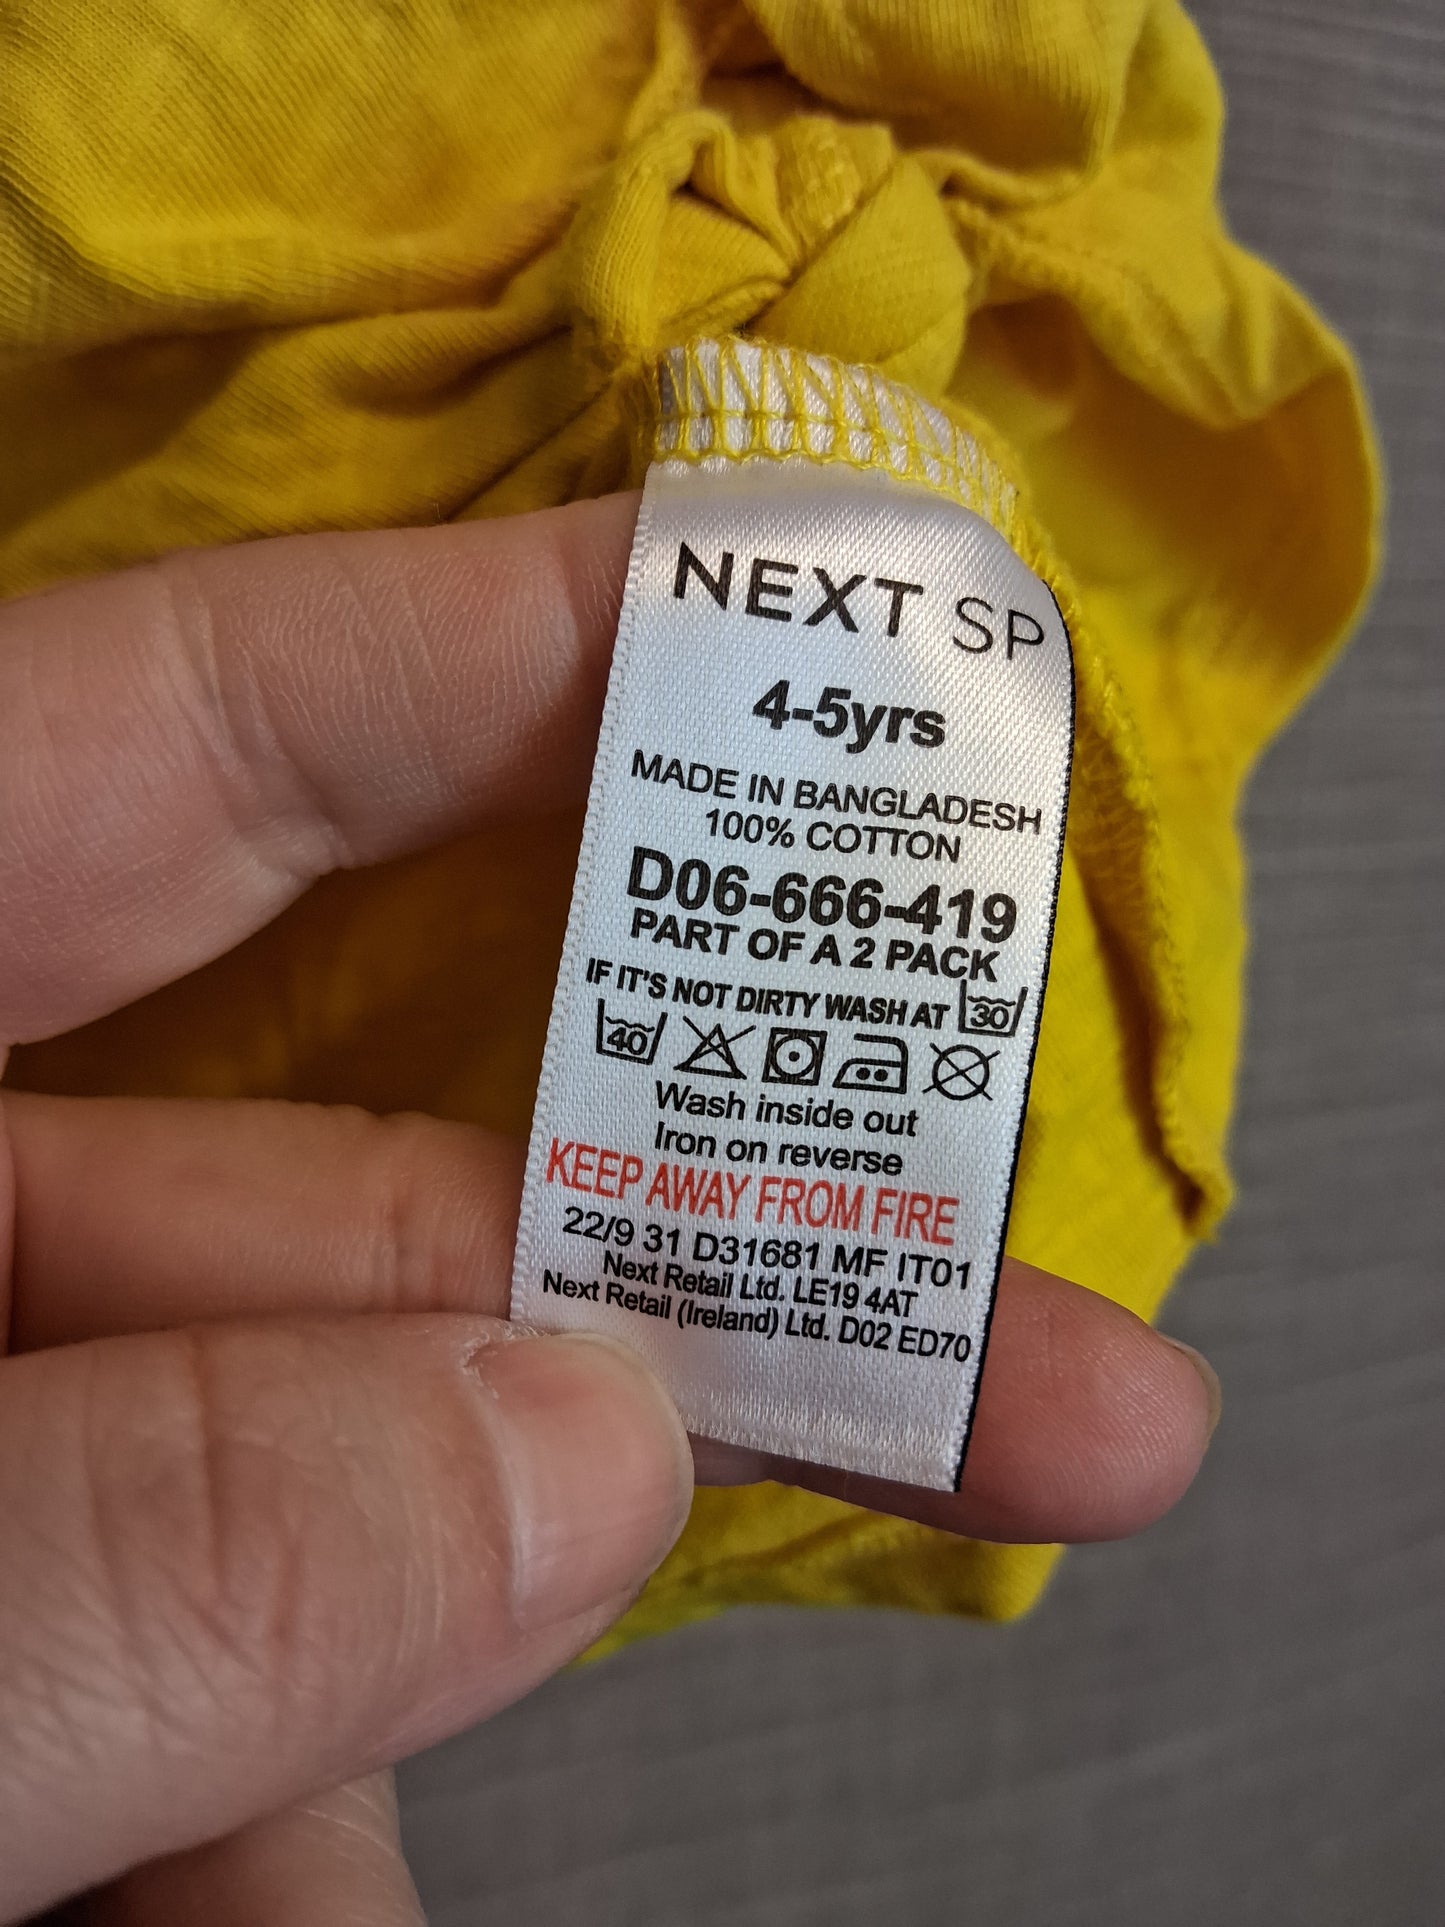 NEXT SP
4-5yrs
MADE IN BANGLADESH
100% COTTON
D06-666-419
PART OF A 2 PACK
IF IT'S NOT DIRTY WASH AT 30
40
Wash inside out
Iron on reverse
KEEP AWAY FROM FIRE
22/9 31 D31681 MF IT01
Next Retail Ltd. LE19 4AT
Next Retail (Ireland) Ltd. D02 ED70